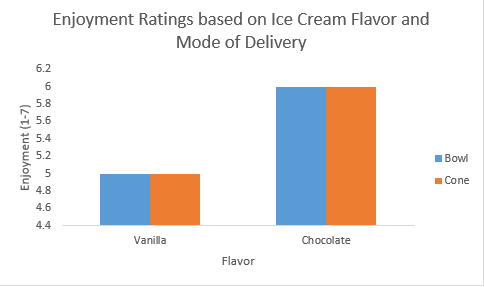 Enjoyment Ratings based on Ice Cream Flavor and
Mode of Delivery
Enjoyment (1-7)
6.2
6
5.8
5.6
5.4
5.2
5
4.8
4.6
4.4
Vanilla
Chocolate
Flavor
Bowl
Cone